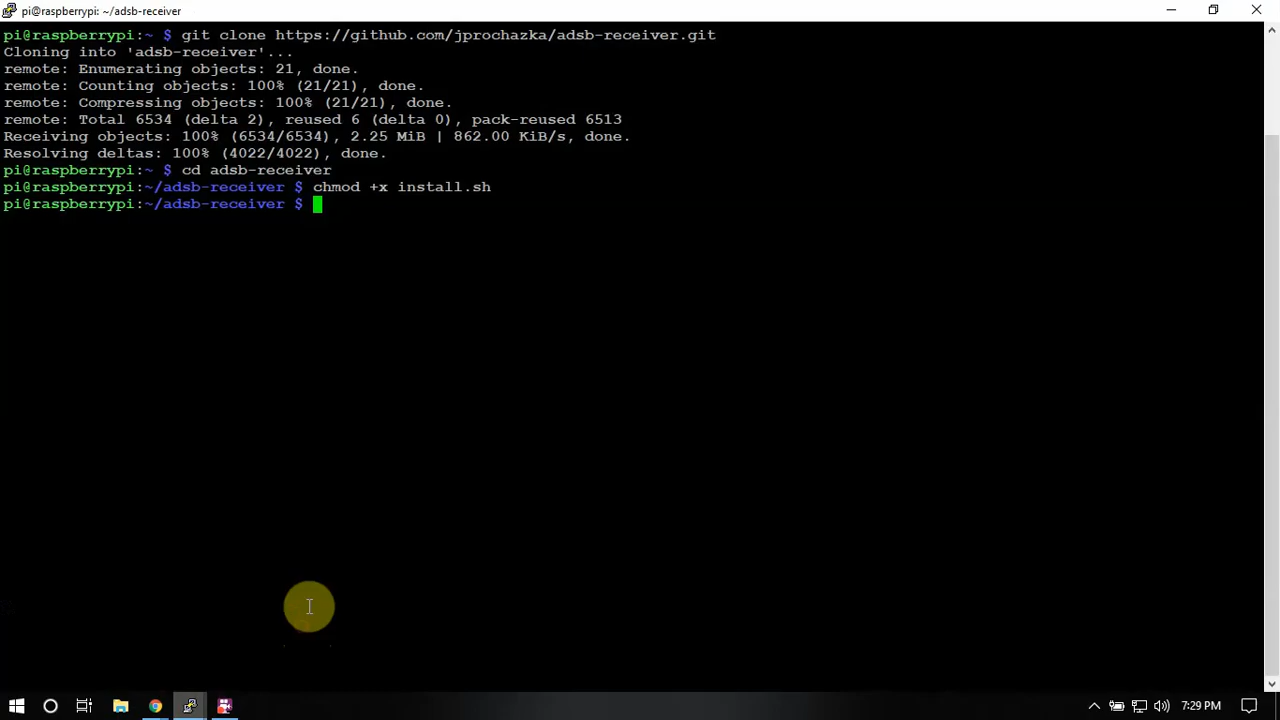 pi@raspberrypi: ~/adsb-receiver
pi@raspberrypi:~ $ git clone https://github.com/jprochazka/adsb-receiver.git
Cloning into 'adsb-receiver'...
remote: Enumerating objects: 21, done.
remote: Counting objects: 100% (21/21), done.
remote: Compressing objects: 100% (21/21), done.
remote: Total 6534 (delta 2), reused 6 (delta 0), pack-reused 6513
Receiving objects: 100% (6534/6534), 2.25 MiB | 862.00 KiB/s, done.
Resolving deltas: 100% (4022/4022), done.
pi@raspberrypi:~ $ cd adsb-receiver
pi@raspberrypi:~/adsb-receiver $ chmod +x install.sh
pi@raspberrypi:~/adsb-receiver $
7:29 PM